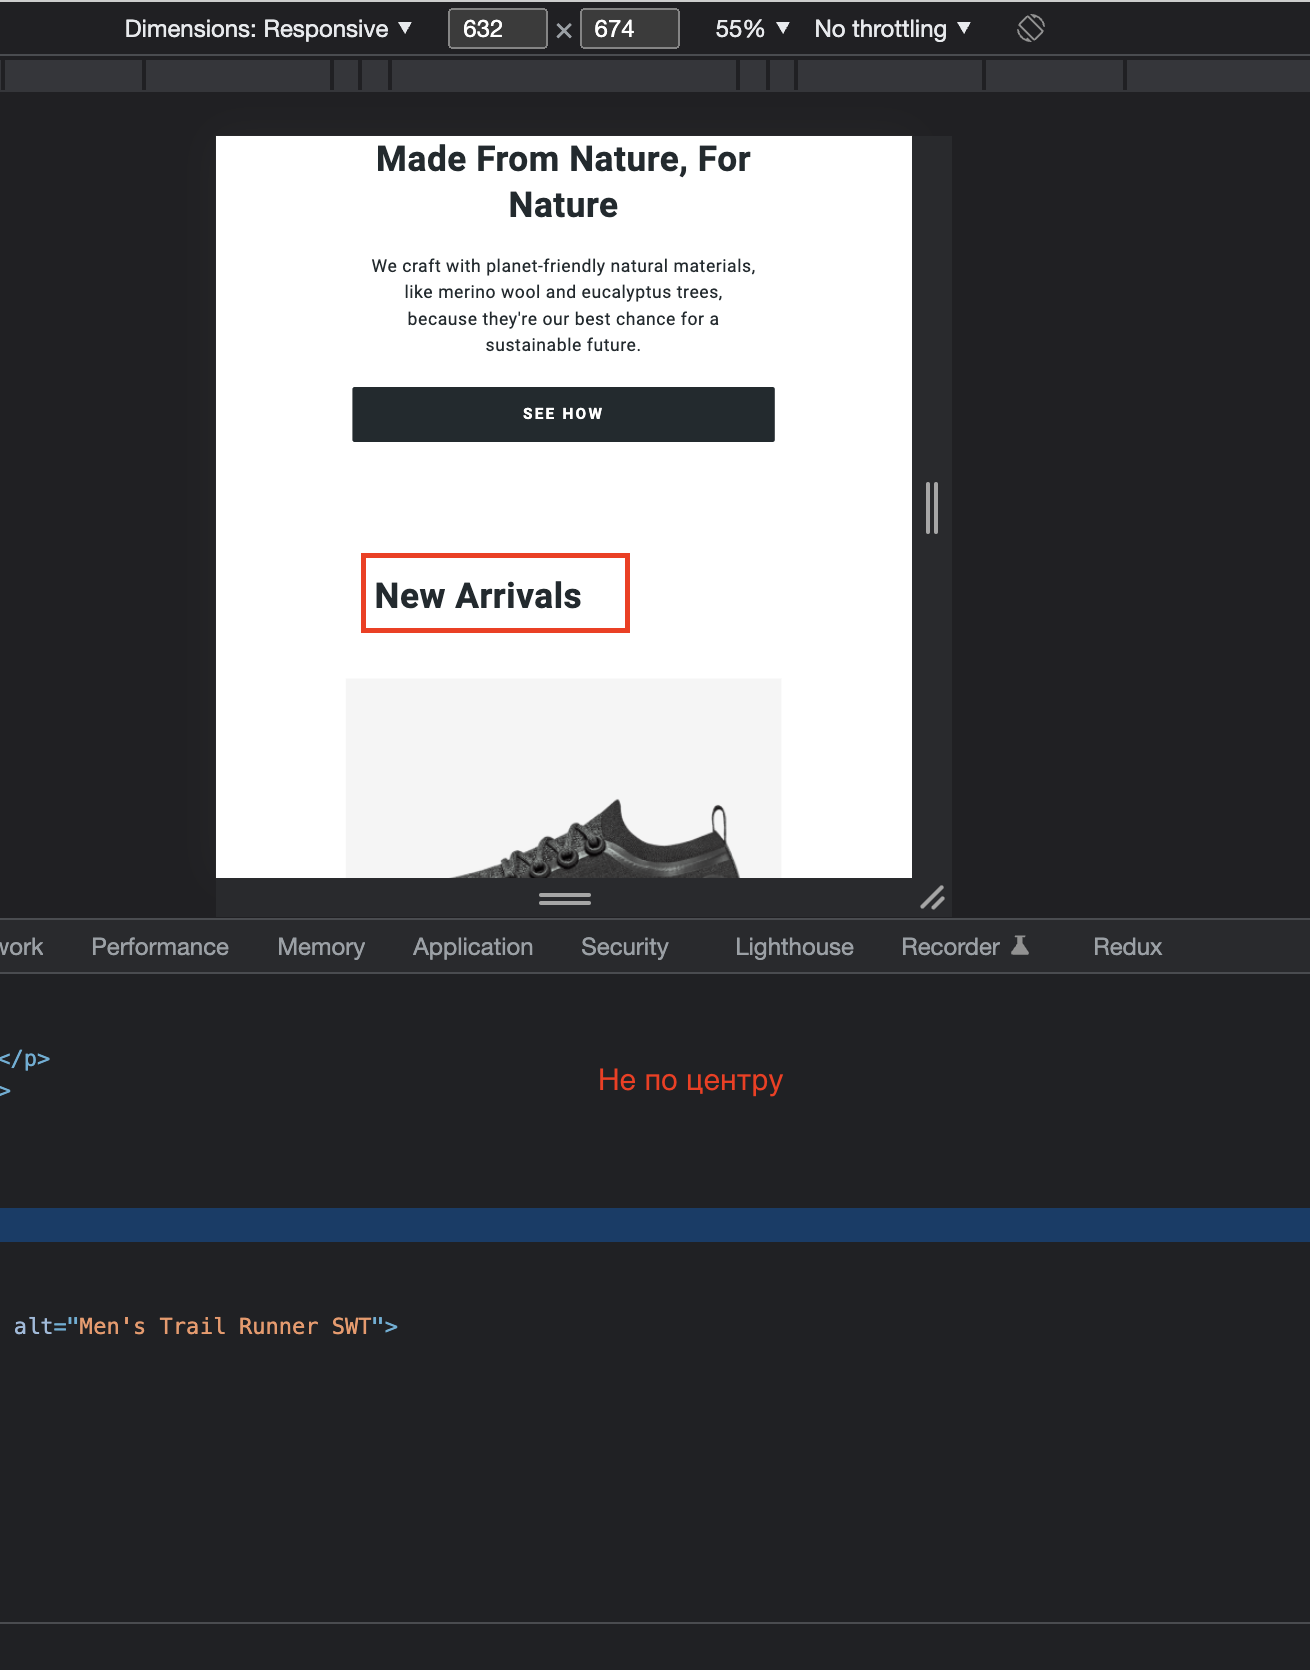 Dimensions: Responsive ▼ 632 × 674 55% ▼ No throttling ▼
Made From Nature, For
Nature
We craft with planet-friendly natural materials,
like merino wool and eucalyptus trees,
because they're our best chance for a
sustainable future.
SEE HOW
New Arrivals
work Performance Memory Application Security Lighthouse Recorder Redux
</p>
>
Не по центру
alt="Men's Trail Runner SWT">